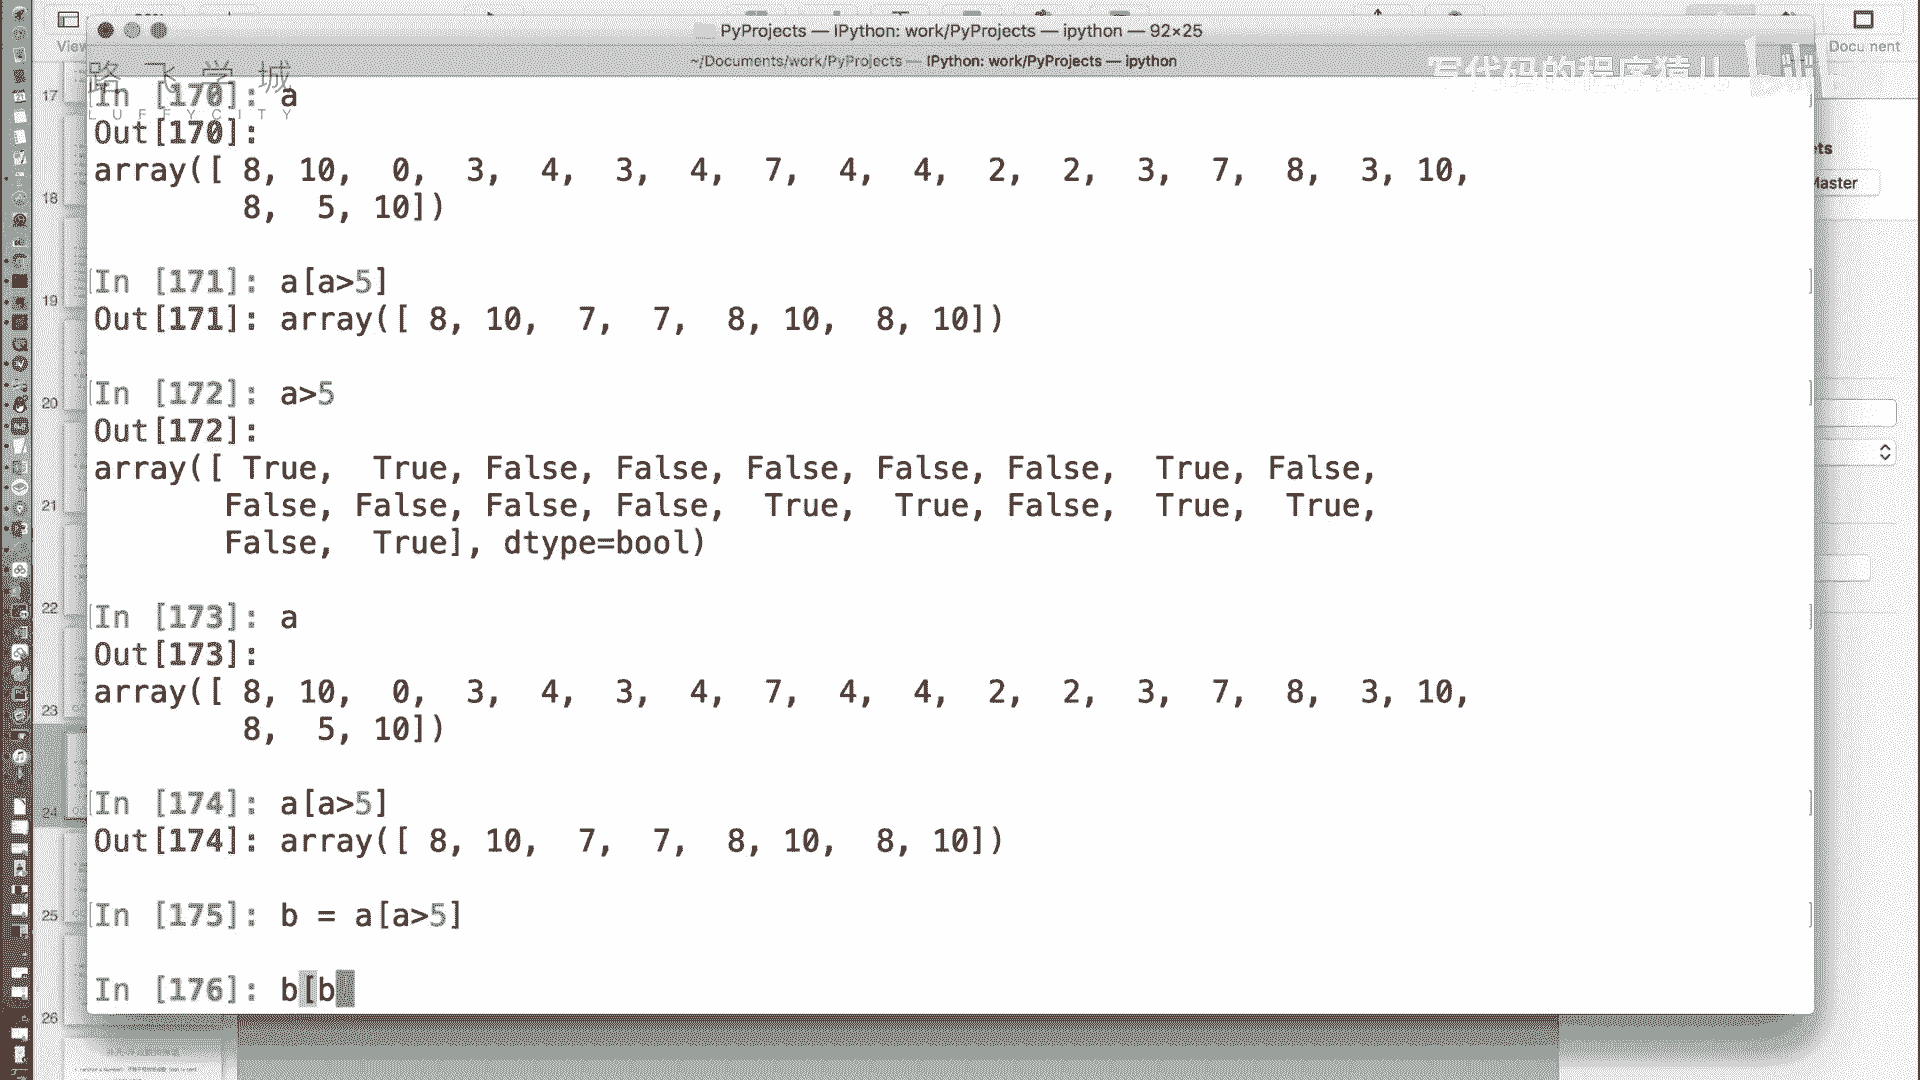 PyProjects — IPython: work/PyProjects — ipython — 92×25
View
Docu nent
~/Documents/work/PyProjects — IPython: work/PyProjects — ipython
路飞学城
LUFFYCITY
写代码的程序猿儿
17
In [170]: a
Out[170]:
array([ 8, 10,  0,  3,  4,  3,  4,  7,  4,  4,  2,  2,  3,  7,  8,  3, 10,
        8,  5, 10])
ets
Master
18
In [171]: a[a>5]
19
Out[171]: array([ 8, 10,  7,  7,  8, 10,  8, 10])
In [172]: a>5
20
Out[172]:
array([ True,  True, False, False, False, False, False,  True, False,
       False, False, False, False,  True,  True, False,  True,  True,
21
       False,  True], dtype=bool)
22
In [173]: a
Out[173]:
array([ 8, 10,  0,  3,  4,  3,  4,  7,  4,  4,  2,  2,  3,  7,  8,  3, 10,
23
        8,  5, 10])
In [174]: a[a>5]
24
Out[174]: array([ 8, 10,  7,  7,  8, 10,  8, 10])
In [175]: b = a[a>5]
25
In [176]: b[b
26